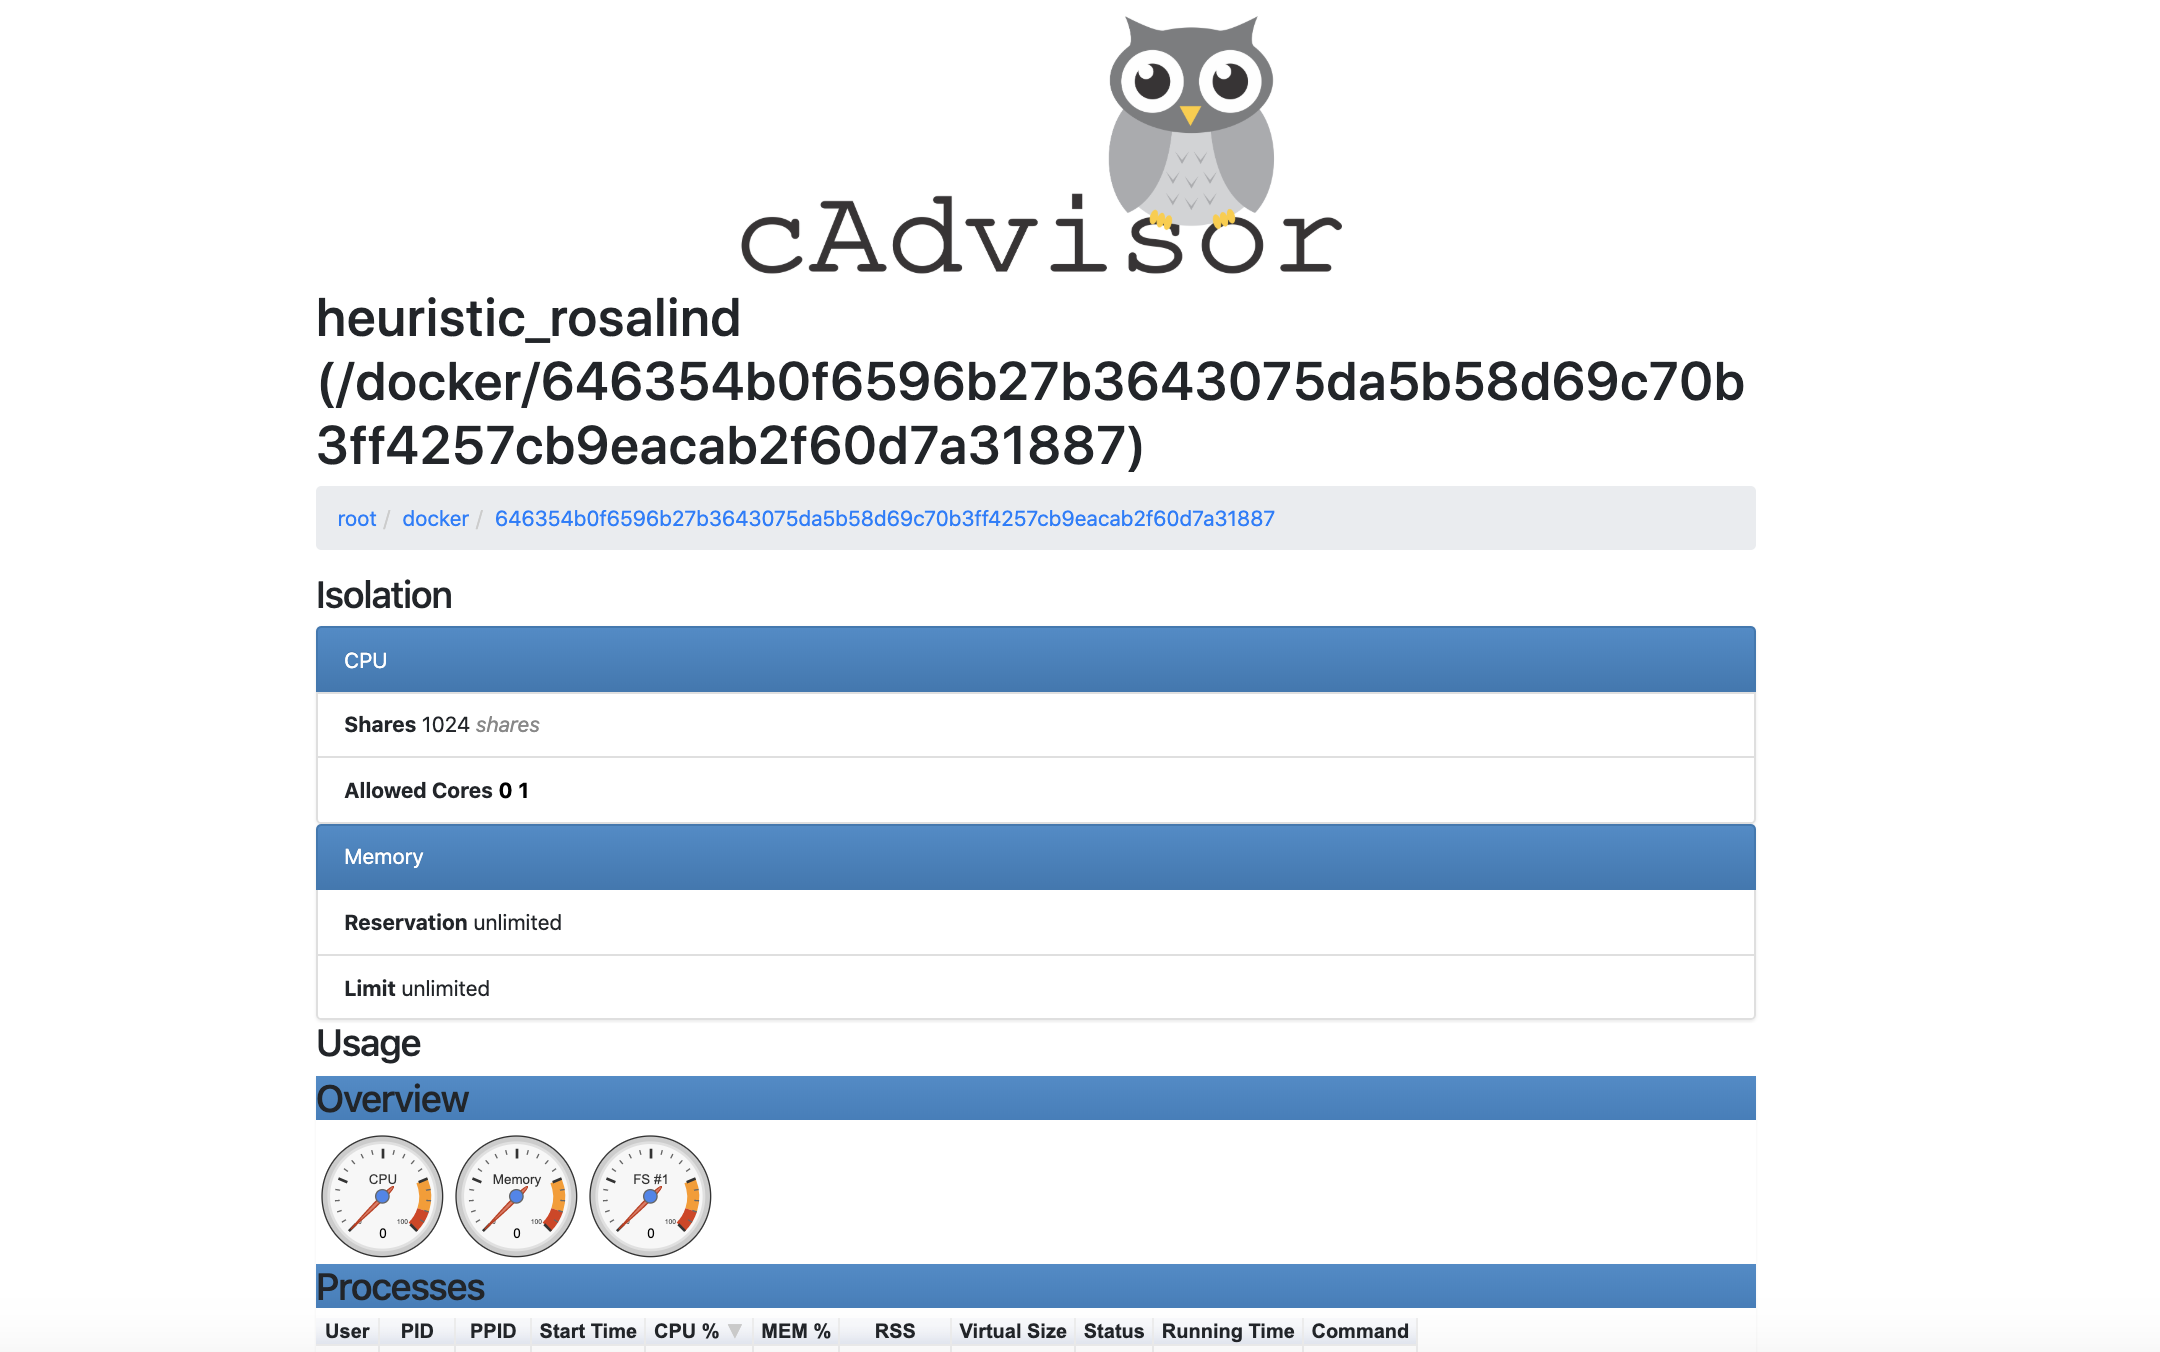 cAdvisor
heuristic_rosalind
(/docker/646354b0f6596b27b3643075da5b58d69c70b
3ff4257cb9eacab2f60d7a31887)
root / docker / 646354b0f6596b27b3643075da5b58d69c70b3ff4257cb9eacab2f60d7a31887
Isolation
CPU
Shares 1024 shares
Allowed Cores 0 1
Memory
Reservation unlimited
Limit unlimited
Usage
Overview
CPU Memory FS #1
100 100 100
0 0 0
Processes
User PID PPID Start Time CPU % MEM % RSS Virtual Size Status Running Time Command